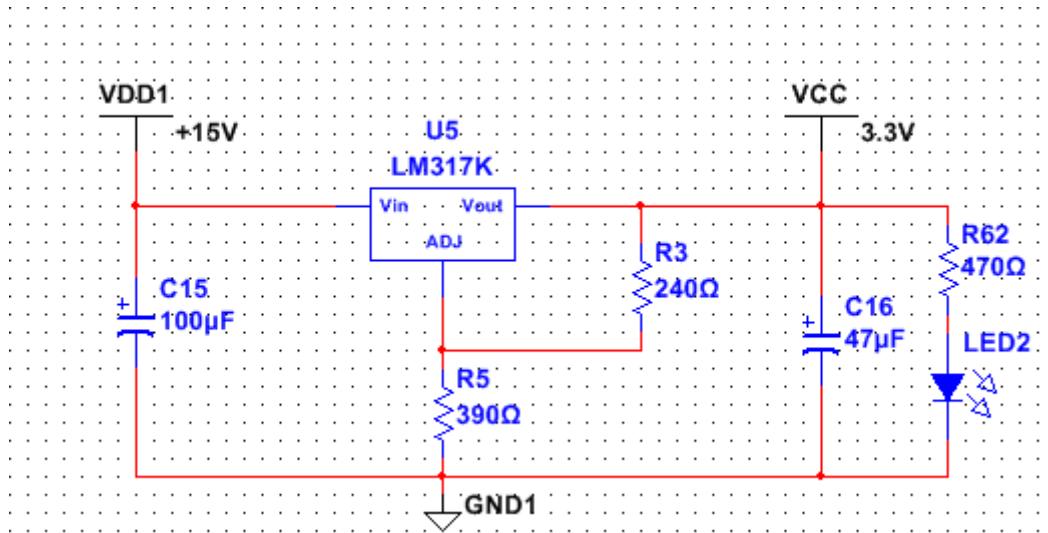 VDD1
+15V
U5
LM317K
Vin
Vout
ADJ
VCC
3.3V
R3
240Ω
R62
470Ω
C15
+
100µF
C16
+
47µF
LED2
R5
390Ω
GND1